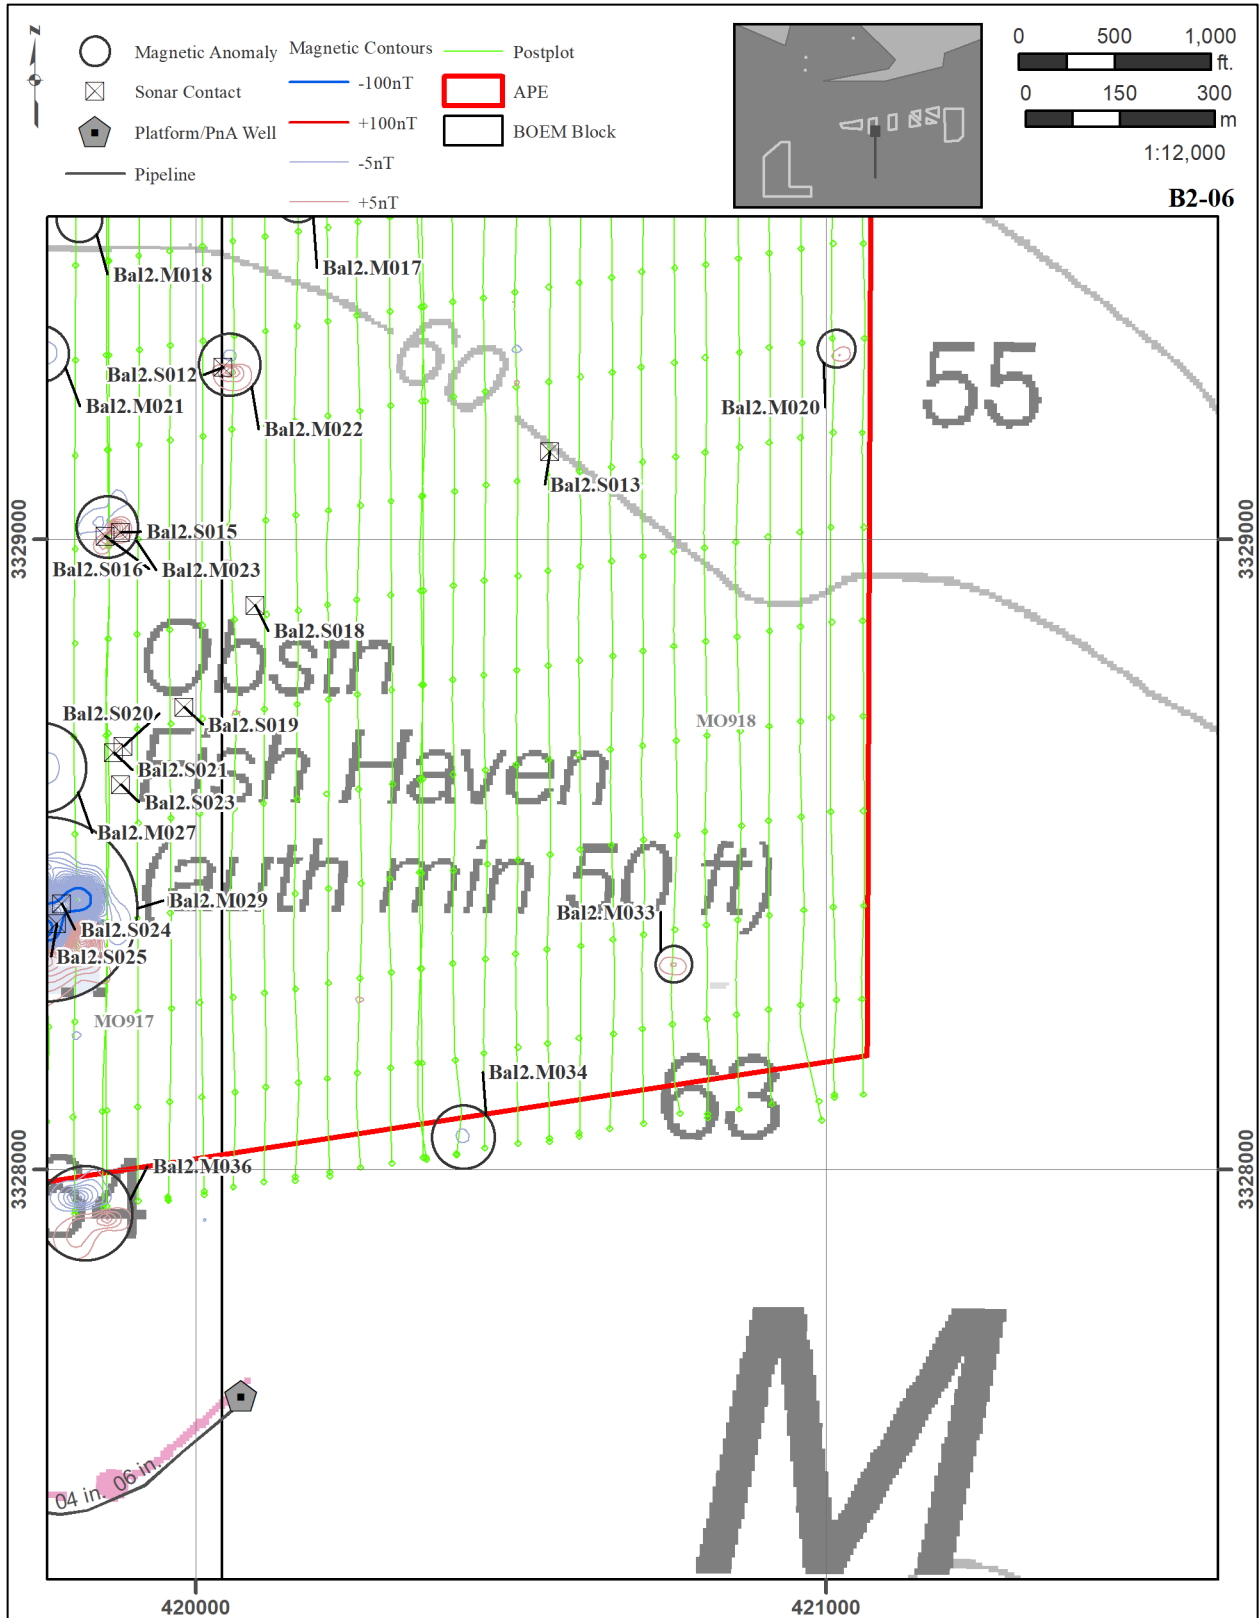 Z
Magnetic Anomaly
Sonar Contact
Platform/PnA Well
Pipeline
Magnetic Contours
-100nT
+100nT
-5nT
+5nT
Postplot
APE
BOEM Block
0 500 1,000
ft.
0 150 300
m
1:12,000
B2-06
Bal2.M018
Bal2.M017
60
Bal2.S012
Bal2.M021
Bal2.M022
Bal2.M020
55
Bal2.S013
3329000
3329000
Bal2.S015
Bal2.S016
Bal2.M023
Bal2.S018
Obstn
Bal2.S020
Bal2.S019
MO918
Fish Haven
Bal2.S021
Bal2.S023
Bal2.M027
(auth min 50 ft)
Bal2.M029
Bal2.M033
Bal2.S024
Bal2.S025
MO917
Bal2.M034
63
3328000
3328000
Bal2.M036
M
04 in.
06 in.
420000
421000